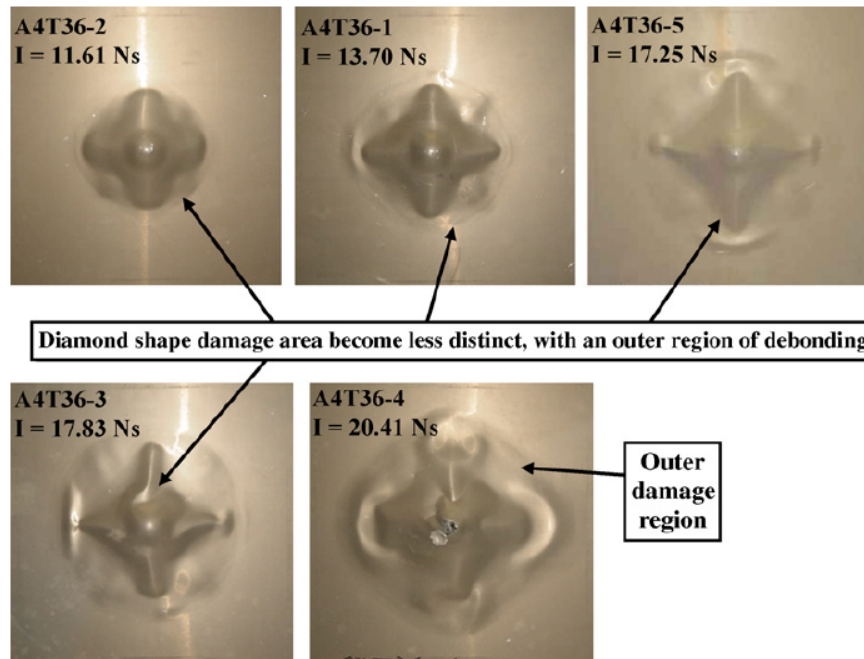 A4T36-2
I = 11.61 Ns
A4T36-1
I = 13.70 Ns
A4T36-5
I = 17.25 Ns
Diamond shape damage area become less distinct, with an outer region of debonding
A4T36-3
I = 17.83 Ns
A4T36-4
I = 20.41 Ns
Outer
damage
region